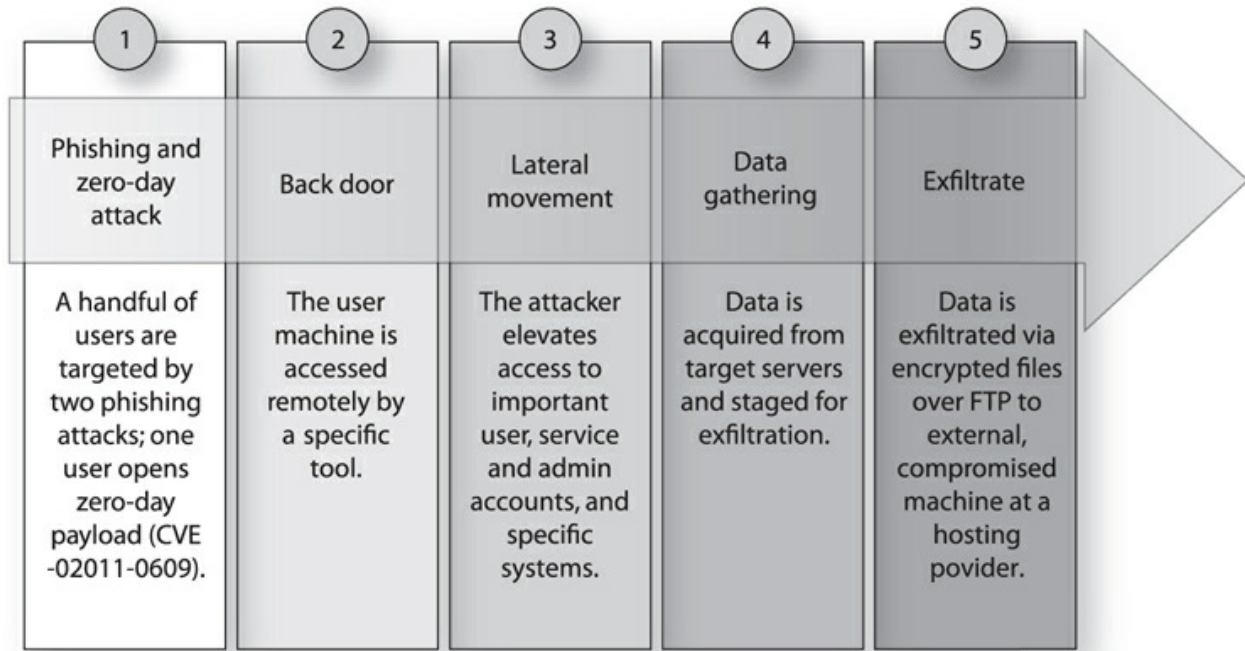 1
Phishing and
zero-day
attack
A handful of
users are
targeted by
two phishing
attacks; one
user opens
zero-day
payload (CVE
-02011-0609).
2
Back door
The user
machine is
accessed
remotely by
a specific
tool.
3
Lateral
movement
The attacker
elevates
access to
important
user, service
and admin
accounts, and
specific
systems.
4
Data
gathering
Data is
acquired from
target servers
and staged for
exfiltration.
5
Exfiltrate
Data is
exfiltrated via
encrypted files
over FTP to
external,
compromised
machine at a
hosting
povider.